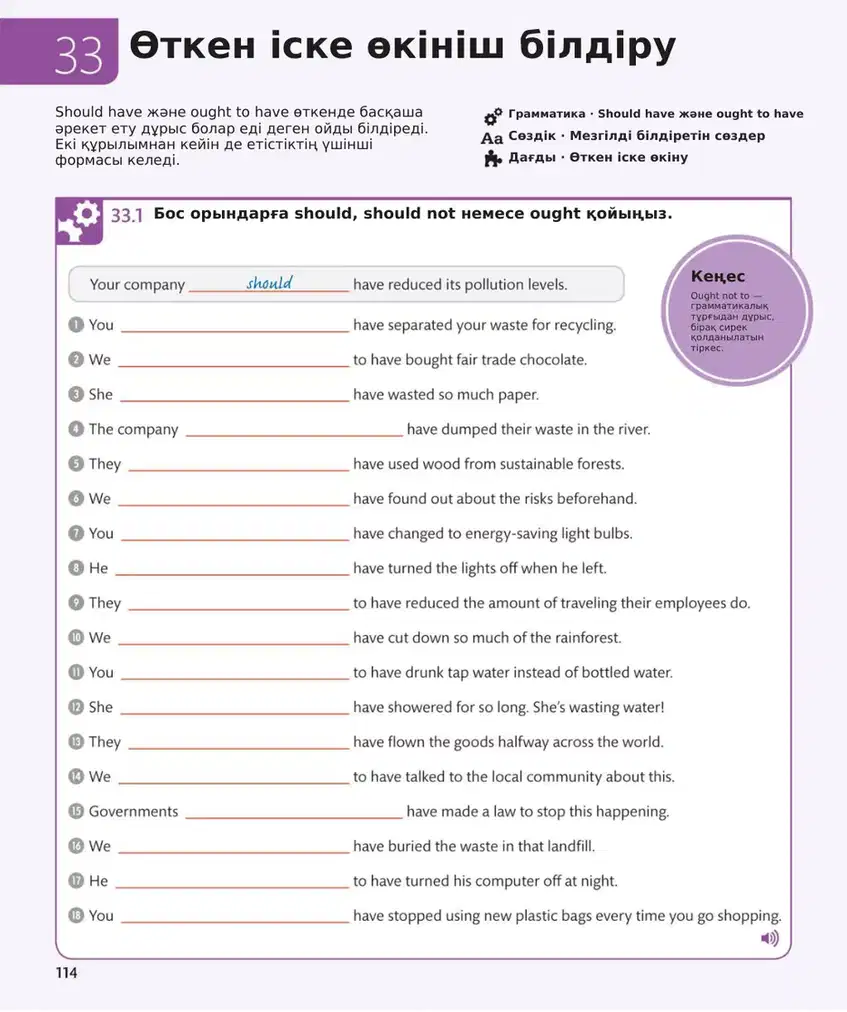 33
Өткен іске өкініш білдіру
Should have және ought to have өткенде басқаша
әрекет ету дұрыс болар еді деген ойды білдіреді.
Екі құрылымнан кейін де етістіктің үшінші
формасы келеді.
Грамматика · Should have және ought to have
Aa Сөздік · Мезгілді білдіретін сөздер
Дағды · Өткен іске өкіну
33.1 Бос орындарға should, should not немесе ought қойыңыз.
Кеңес
Ought not to —
грамматикалық
тұрғыдан дұрыс,
бірақ сирек
қолданылатын
тіркес.
Your company should have reduced its pollution levels.
1 You have separated your waste for recycling.
2 We to have bought fair trade chocolate.
3 She have wasted so much paper.
4 The company have dumped their waste in the river.
5 They have used wood from sustainable forests.
6 We have found out about the risks beforehand.
7 You have changed to energy-saving light bulbs.
8 He have turned the lights off when he left.
9 They to have reduced the amount of traveling their employees do.
10 We have cut down so much of the rainforest.
11 You to have drunk tap water instead of bottled water.
12 She have showered for so long. She's wasting water!
13 They have flown the goods halfway across the world.
14 We to have talked to the local community about this.
15 Governments have made a law to stop this happening.
16 We have buried the waste in that landfill.
17 He to have turned his computer off at night.
18 You have stopped using new plastic bags every time you go shopping.
114